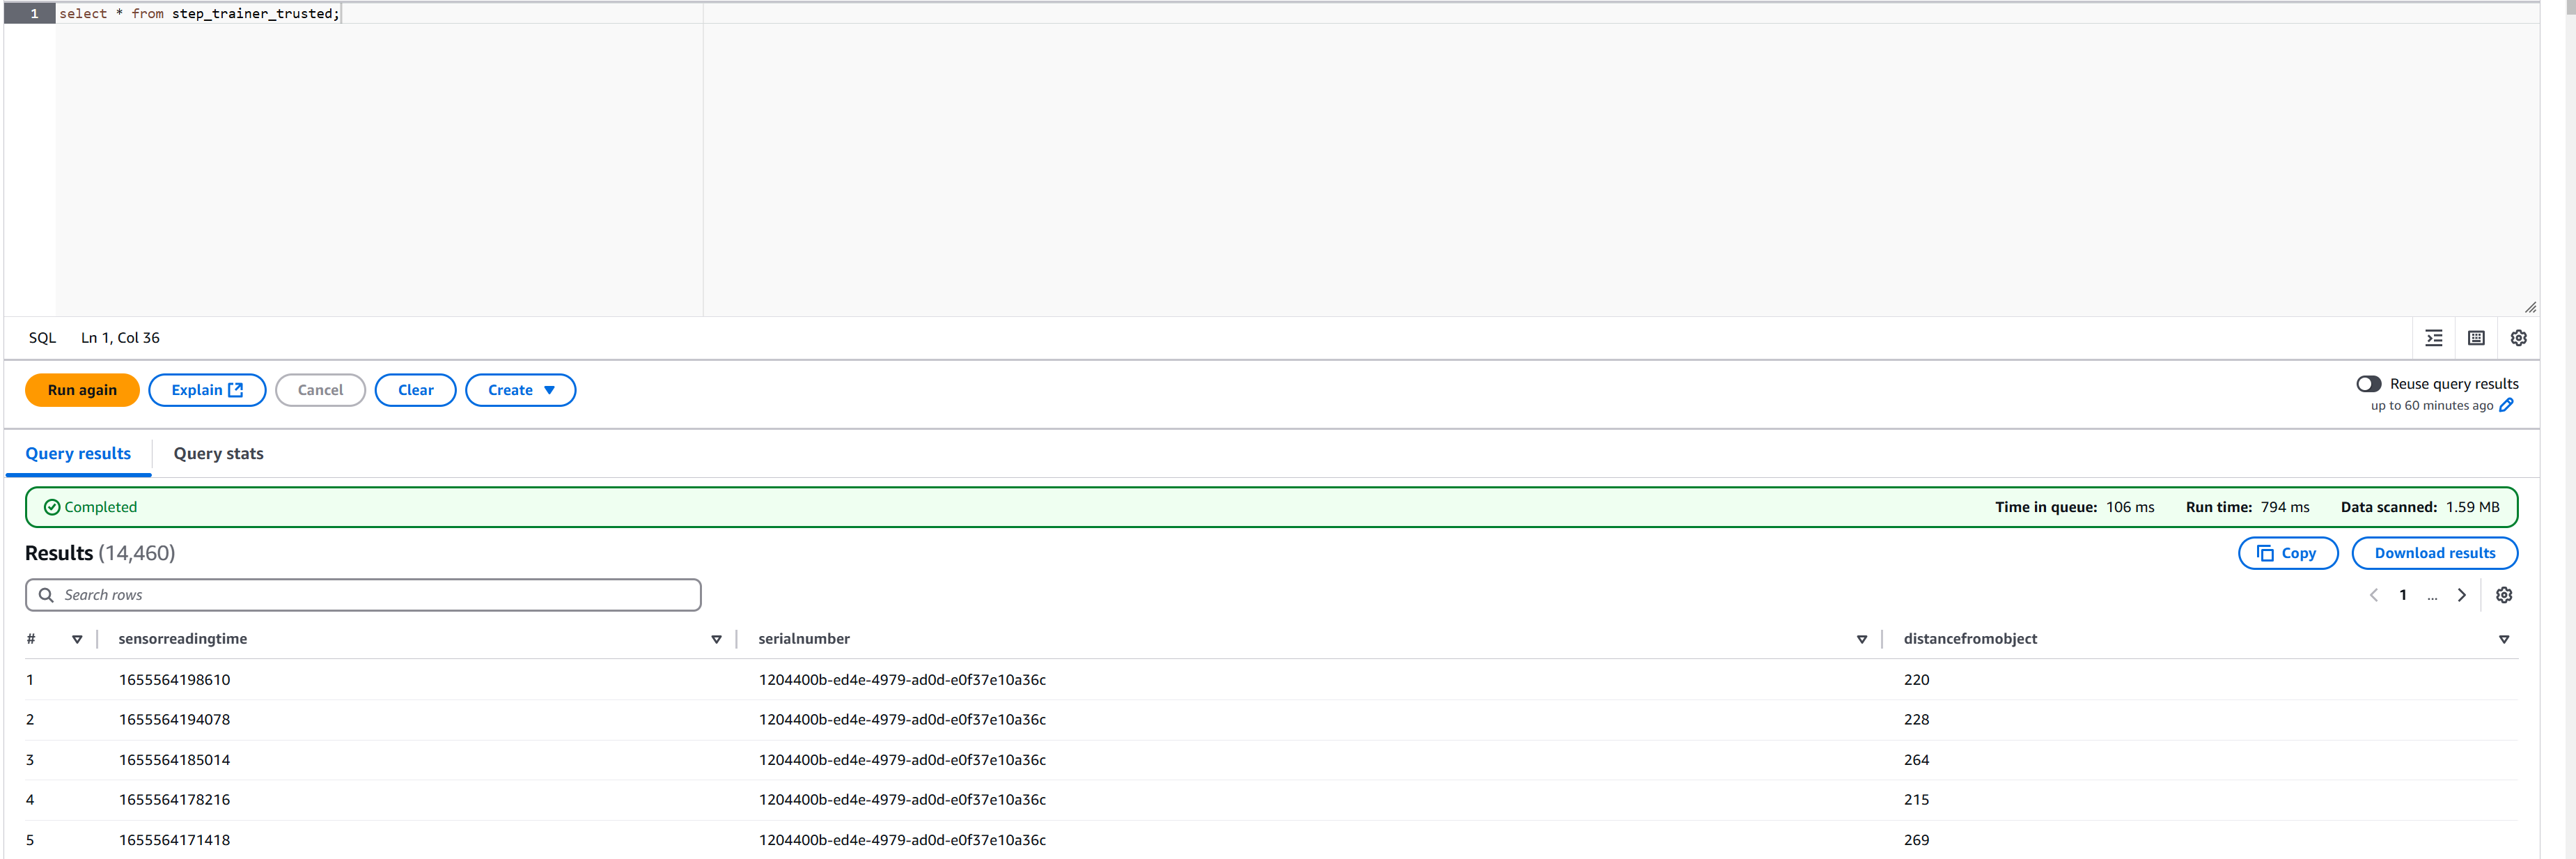 1 select * from step_trainer_trusted;
SQL Ln 1, Col 36
Run again Explain Cancel Clear Create Reuse query results
up to 60 minutes ago
Query results Query stats
Completed Time in queue: 106 ms Run time: 794 ms Data scanned: 1.59 MB
Results (14,460) Copy Download results
Search rows 1 ...
# sensorreadingtime serialnumber distancefromobject
1 1655564198610 1204400b-ed4e-4979-ad0d-e0f37e10a36c 220
2 1655564194078 1204400b-ed4e-4979-ad0d-e0f37e10a36c 228
3 1655564185014 1204400b-ed4e-4979-ad0d-e0f37e10a36c 264
4 1655564178216 1204400b-ed4e-4979-ad0d-e0f37e10a36c 215
5 1655564171418 1204400b-ed4e-4979-ad0d-e0f37e10a36c 269